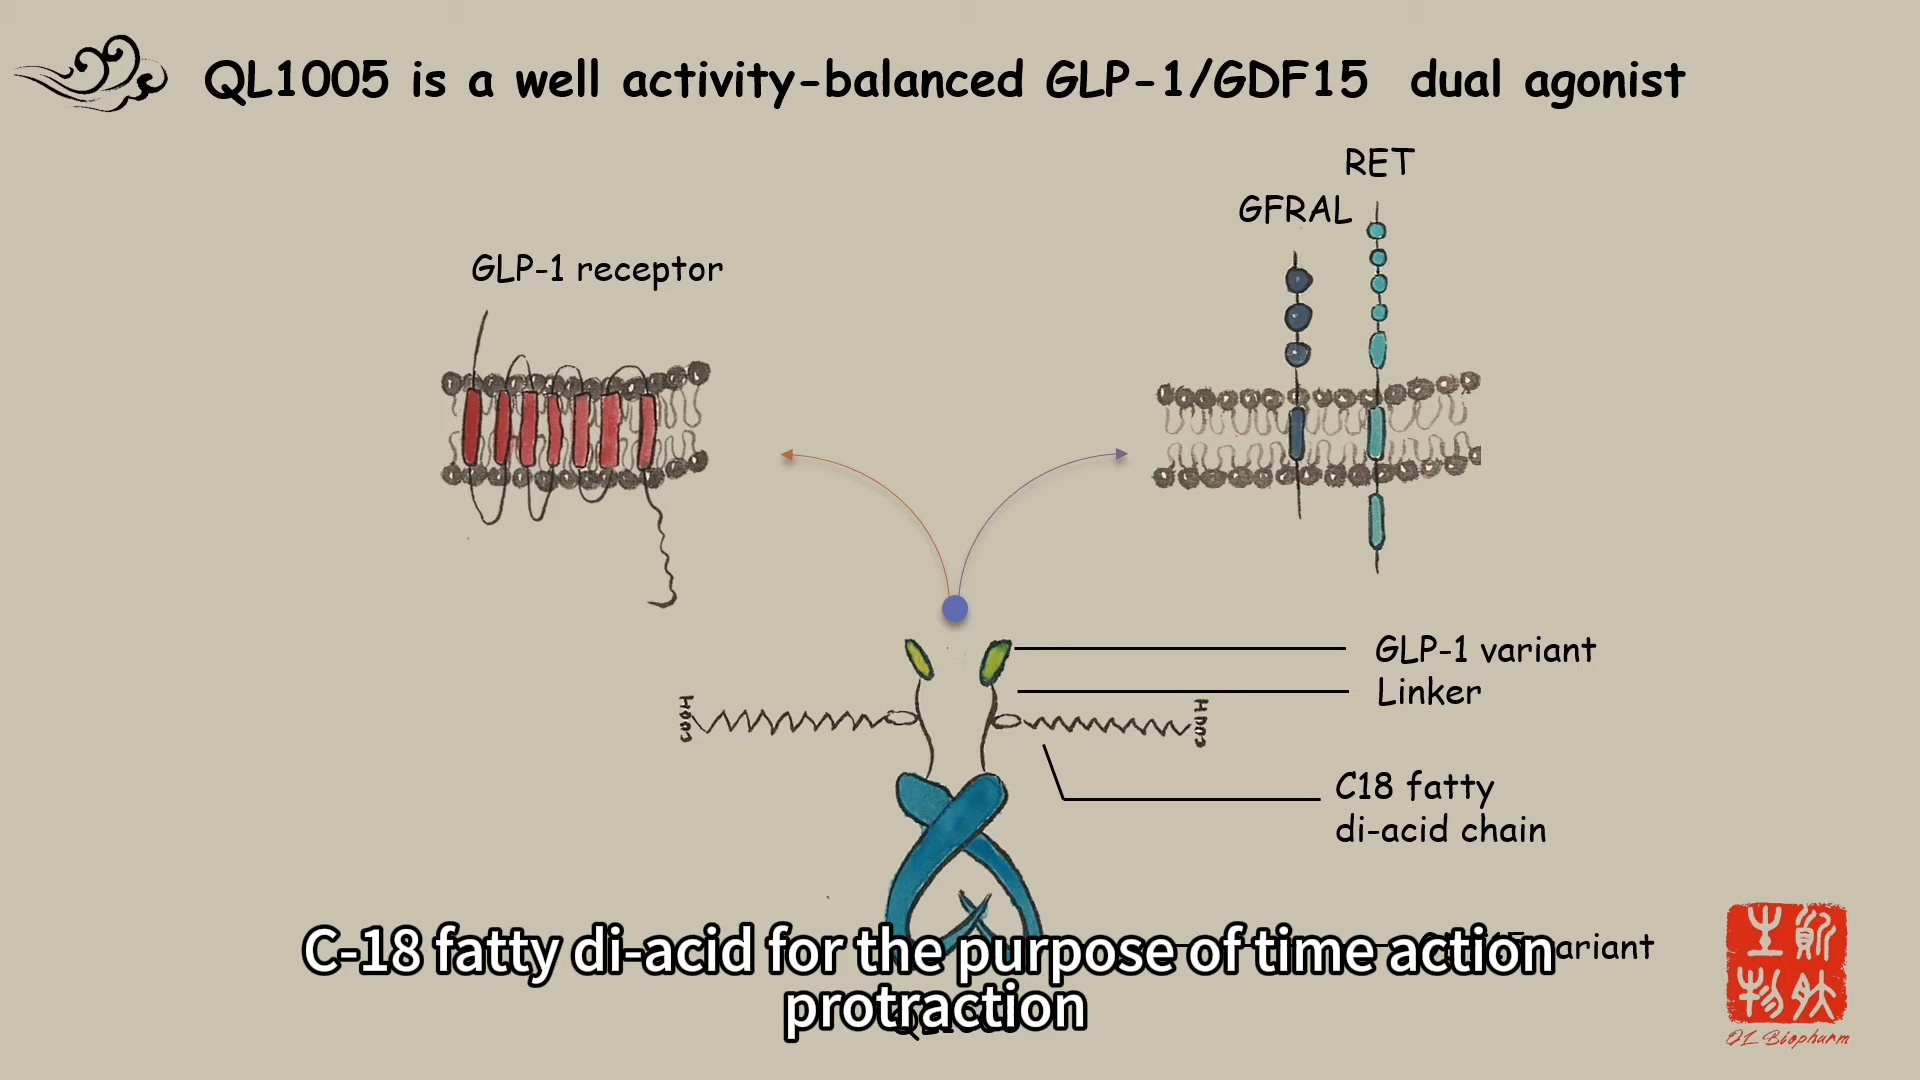 QL1005 is a well activity-balanced GLP-1/GDF15 dual agonist
RET
GFRAL
GLP-1 receptor
GLP-1 variant
Linker
COOH
COOH
C18 fatty
di-acid chain
variant
C-18 fatty di-acid for the purpose of time action
protraction
生
物
QL Biopharm